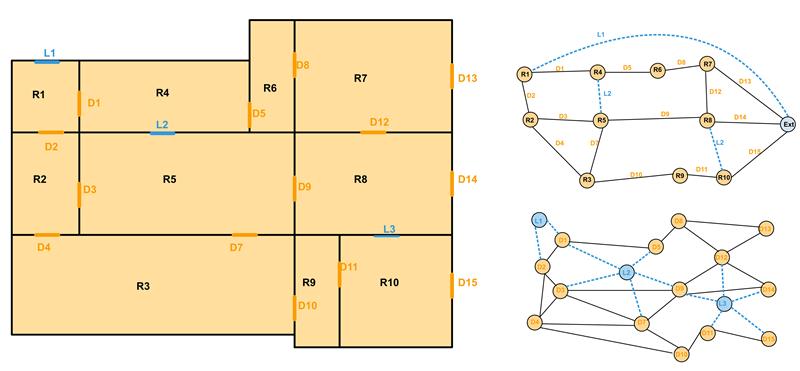 L1
R1
D1
R4
D5
R6
D8
R7
D13
D2
L2
D12
R2
D3
R5
D9
R8
D14
D4
D7
L3
R3
D10
R9
D11
R10
D15
L1
R1
D1
R4
D5
R6
D8
R7
D13
D2
L2
D12
R2
D3
R5
D9
R8
D14
Ext
D4
D7
L2
D15
R3
D10
R9
D11
R10
L1
D1
D5
D8
D13
D2
L2
D12
D3
D9
D14
L3
D4
D7
D11
D15
D10